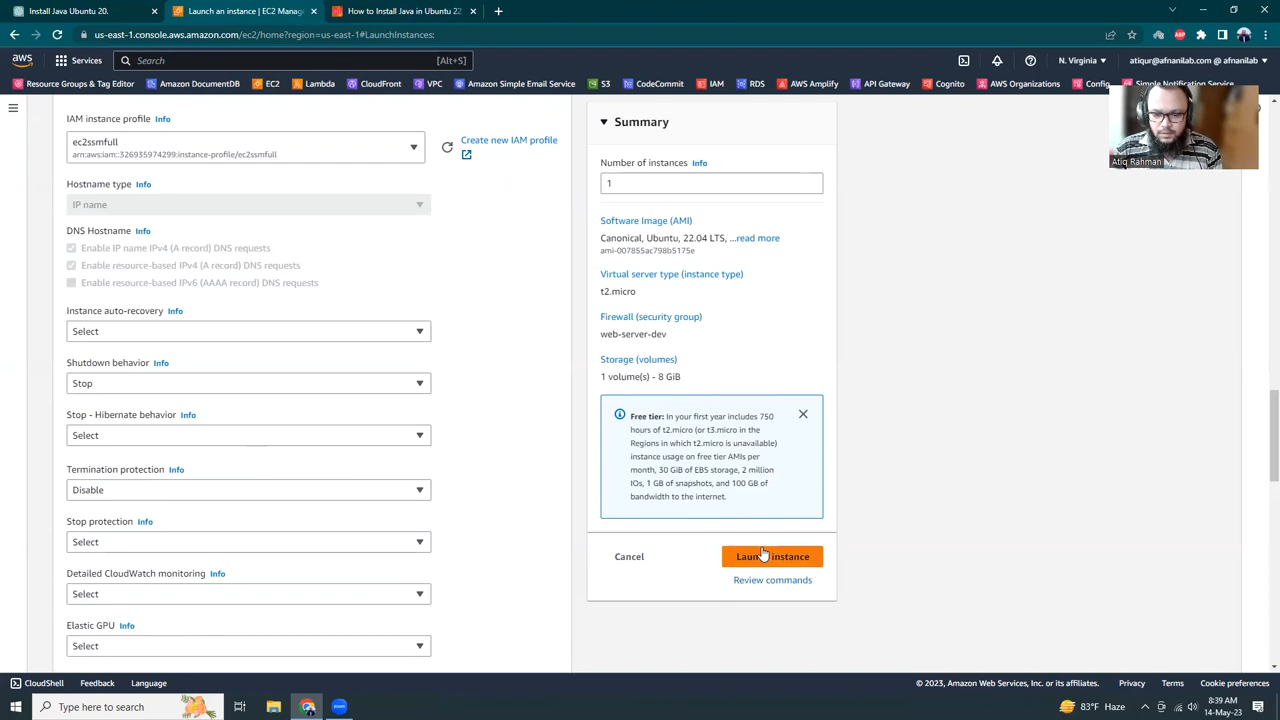 Install Java Ubuntu 20.
Launch an instance | EC2 Manag
How to Install Java in Ubuntu 22
us-east-1.console.aws.amazon.com/ec2/home?region=us-east-1#LaunchInstances:
aws
Services
Search
[Alt+S]
N. Virginia
atiqur@afnanilab.com @ afnanilab
Resource Groups & Tag Editor
Amazon DocumentDB
EC2
Lambda
CloudFront
VPC
Amazon Simple Email Service
S3
CodeCommit
IAM
RDS
AWS Amplify
API Gateway
Cognito
AWS Organizations
Config
Atiq Rahman
IAM instance profile Info
ec2ssmfull
arn:aws:iam::326935974299:instance-profile/ec2ssmfull
Create new IAM profile
Hostname type Info
IP name
DNS Hostname Info
Enable IP name IPv4 (A record) DNS requests
Enable resource-based IPv4 (A record) DNS requests
Enable resource-based IPv6 (AAAA record) DNS requests
Instance auto-recovery Info
Select
Shutdown behavior Info
Stop
Stop - Hibernate behavior Info
Select
Termination protection Info
Disable
Stop protection Info
Select
Detailed CloudWatch monitoring Info
Select
Elastic GPU Info
Select
Summary
Number of instances Info
1
Software Image (AMI)
Canonical, Ubuntu, 22.04 LTS, ...read more
ami-007855ac798b5175e
Virtual server type (instance type)
t2.micro
Firewall (security group)
web-server-dev
Storage (volumes)
1 volume(s) - 8 GiB
Free tier: In your first year includes 750
hours of t2.micro (or t3.micro in the
Regions in which t2.micro is unavailable)
instance usage on free tier AMIs per
month, 30 GiB of EBS storage, 2 million
IOs, 1 GB of snapshots, and 100 GB of
bandwidth to the internet.
Cancel
Launch instance
Review commands
CloudShell
Feedback
Language
© 2023, Amazon Web Services, Inc. or its affiliates.
Privacy
Terms
Cookie preferences
Type here to search
83°F Haze
8:39 AM
14-May-23